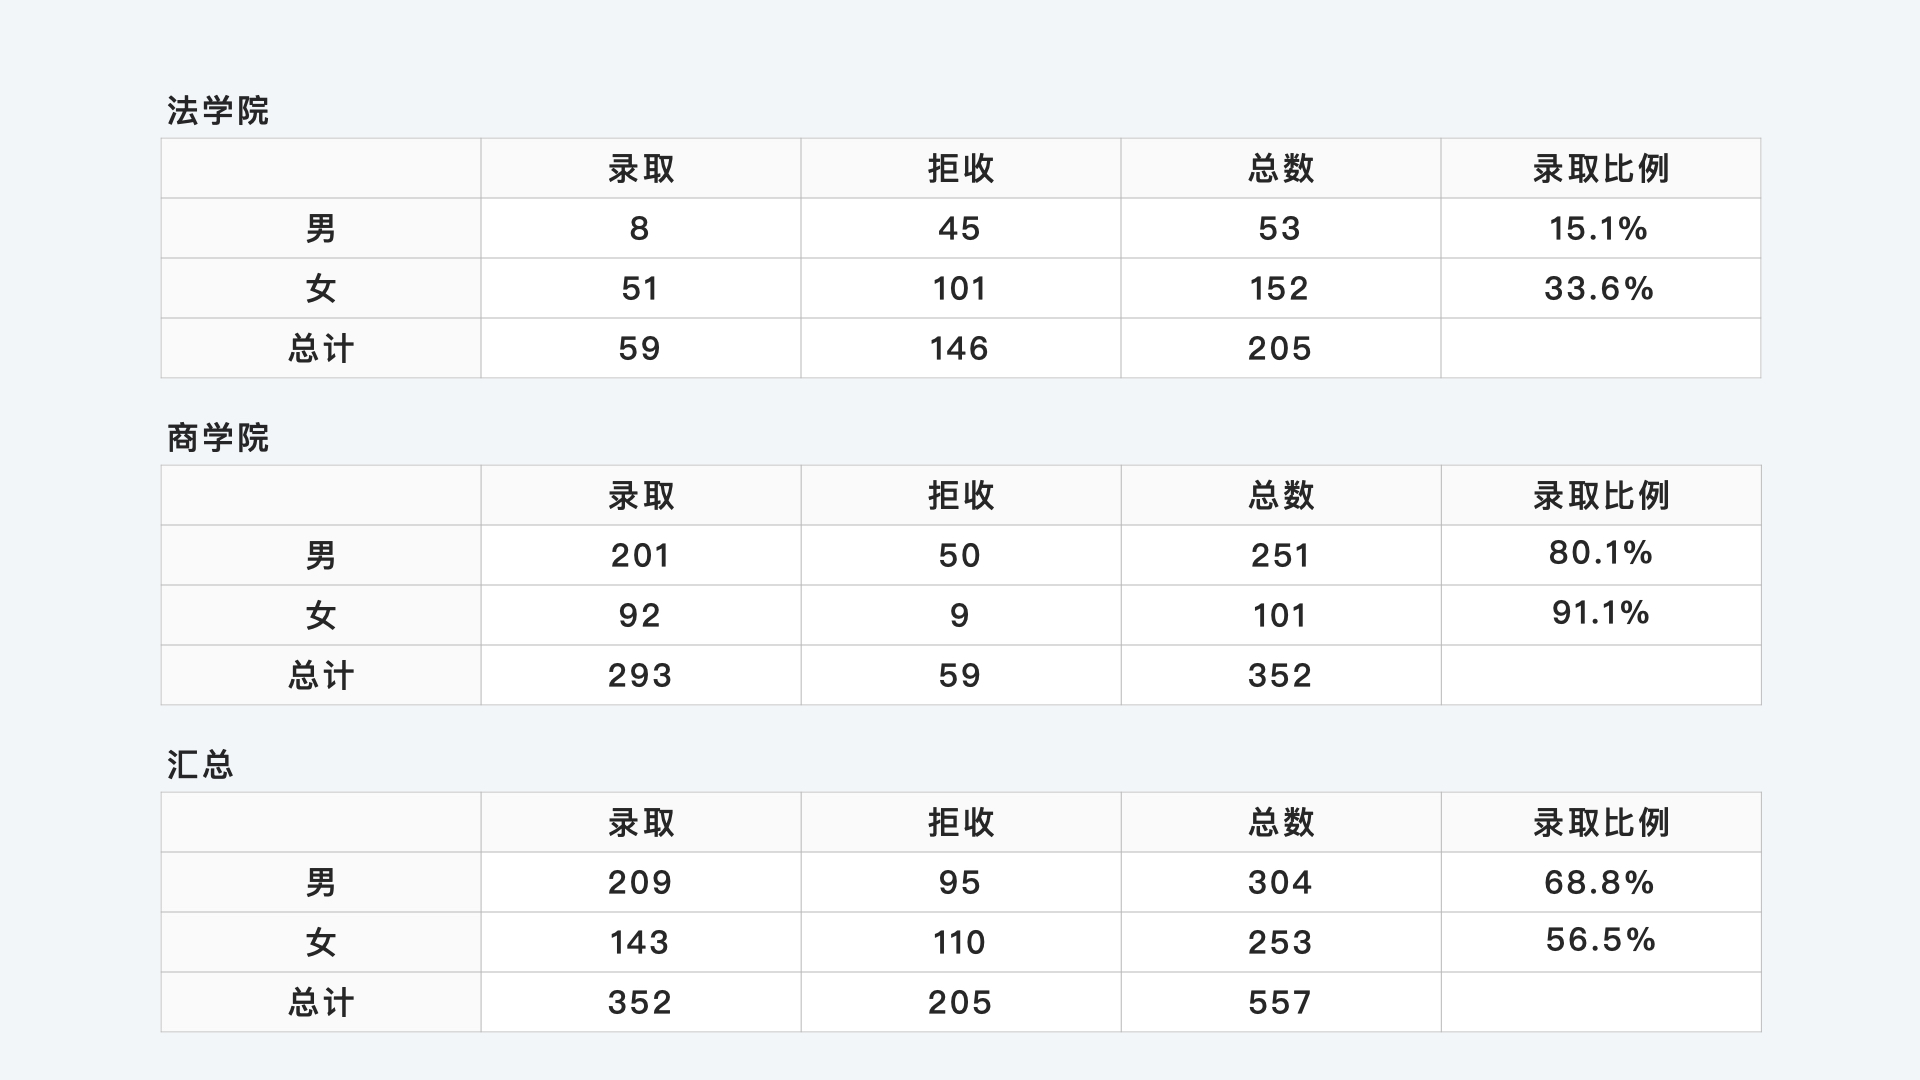 法学院
录取 拒收 总数 录取比例
男 8 45 53 15.1%
女 51 101 152 33.6%
总计 59 146 205
商学院
录取 拒收 总数 录取比例
男 201 50 251 80.1%
女 92 9 101 91.1%
总计 293 59 352
汇总
录取 拒收 总数 录取比例
男 209 95 304 68.8%
女 143 110 253 56.5%
总计 352 205 557